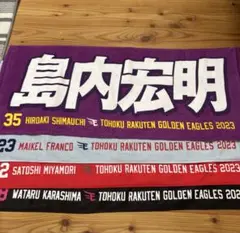 島内宏明
35 HIROAKI SHIMAUCHI E TOHOKU RAKUTEN GOLDEN EAGLES 2023
23 MAIKEL FRANCO E TOHOKU RAKUTEN GOLDEN EAGLES 2023
2 SATOSHI MIYAMORI E TOHOKU RAKUTEN GOLDEN EAGLES 2023
WATARU KARASHIMA E TOHOKU RAKUTEN GOLDEN EAGLES 2023